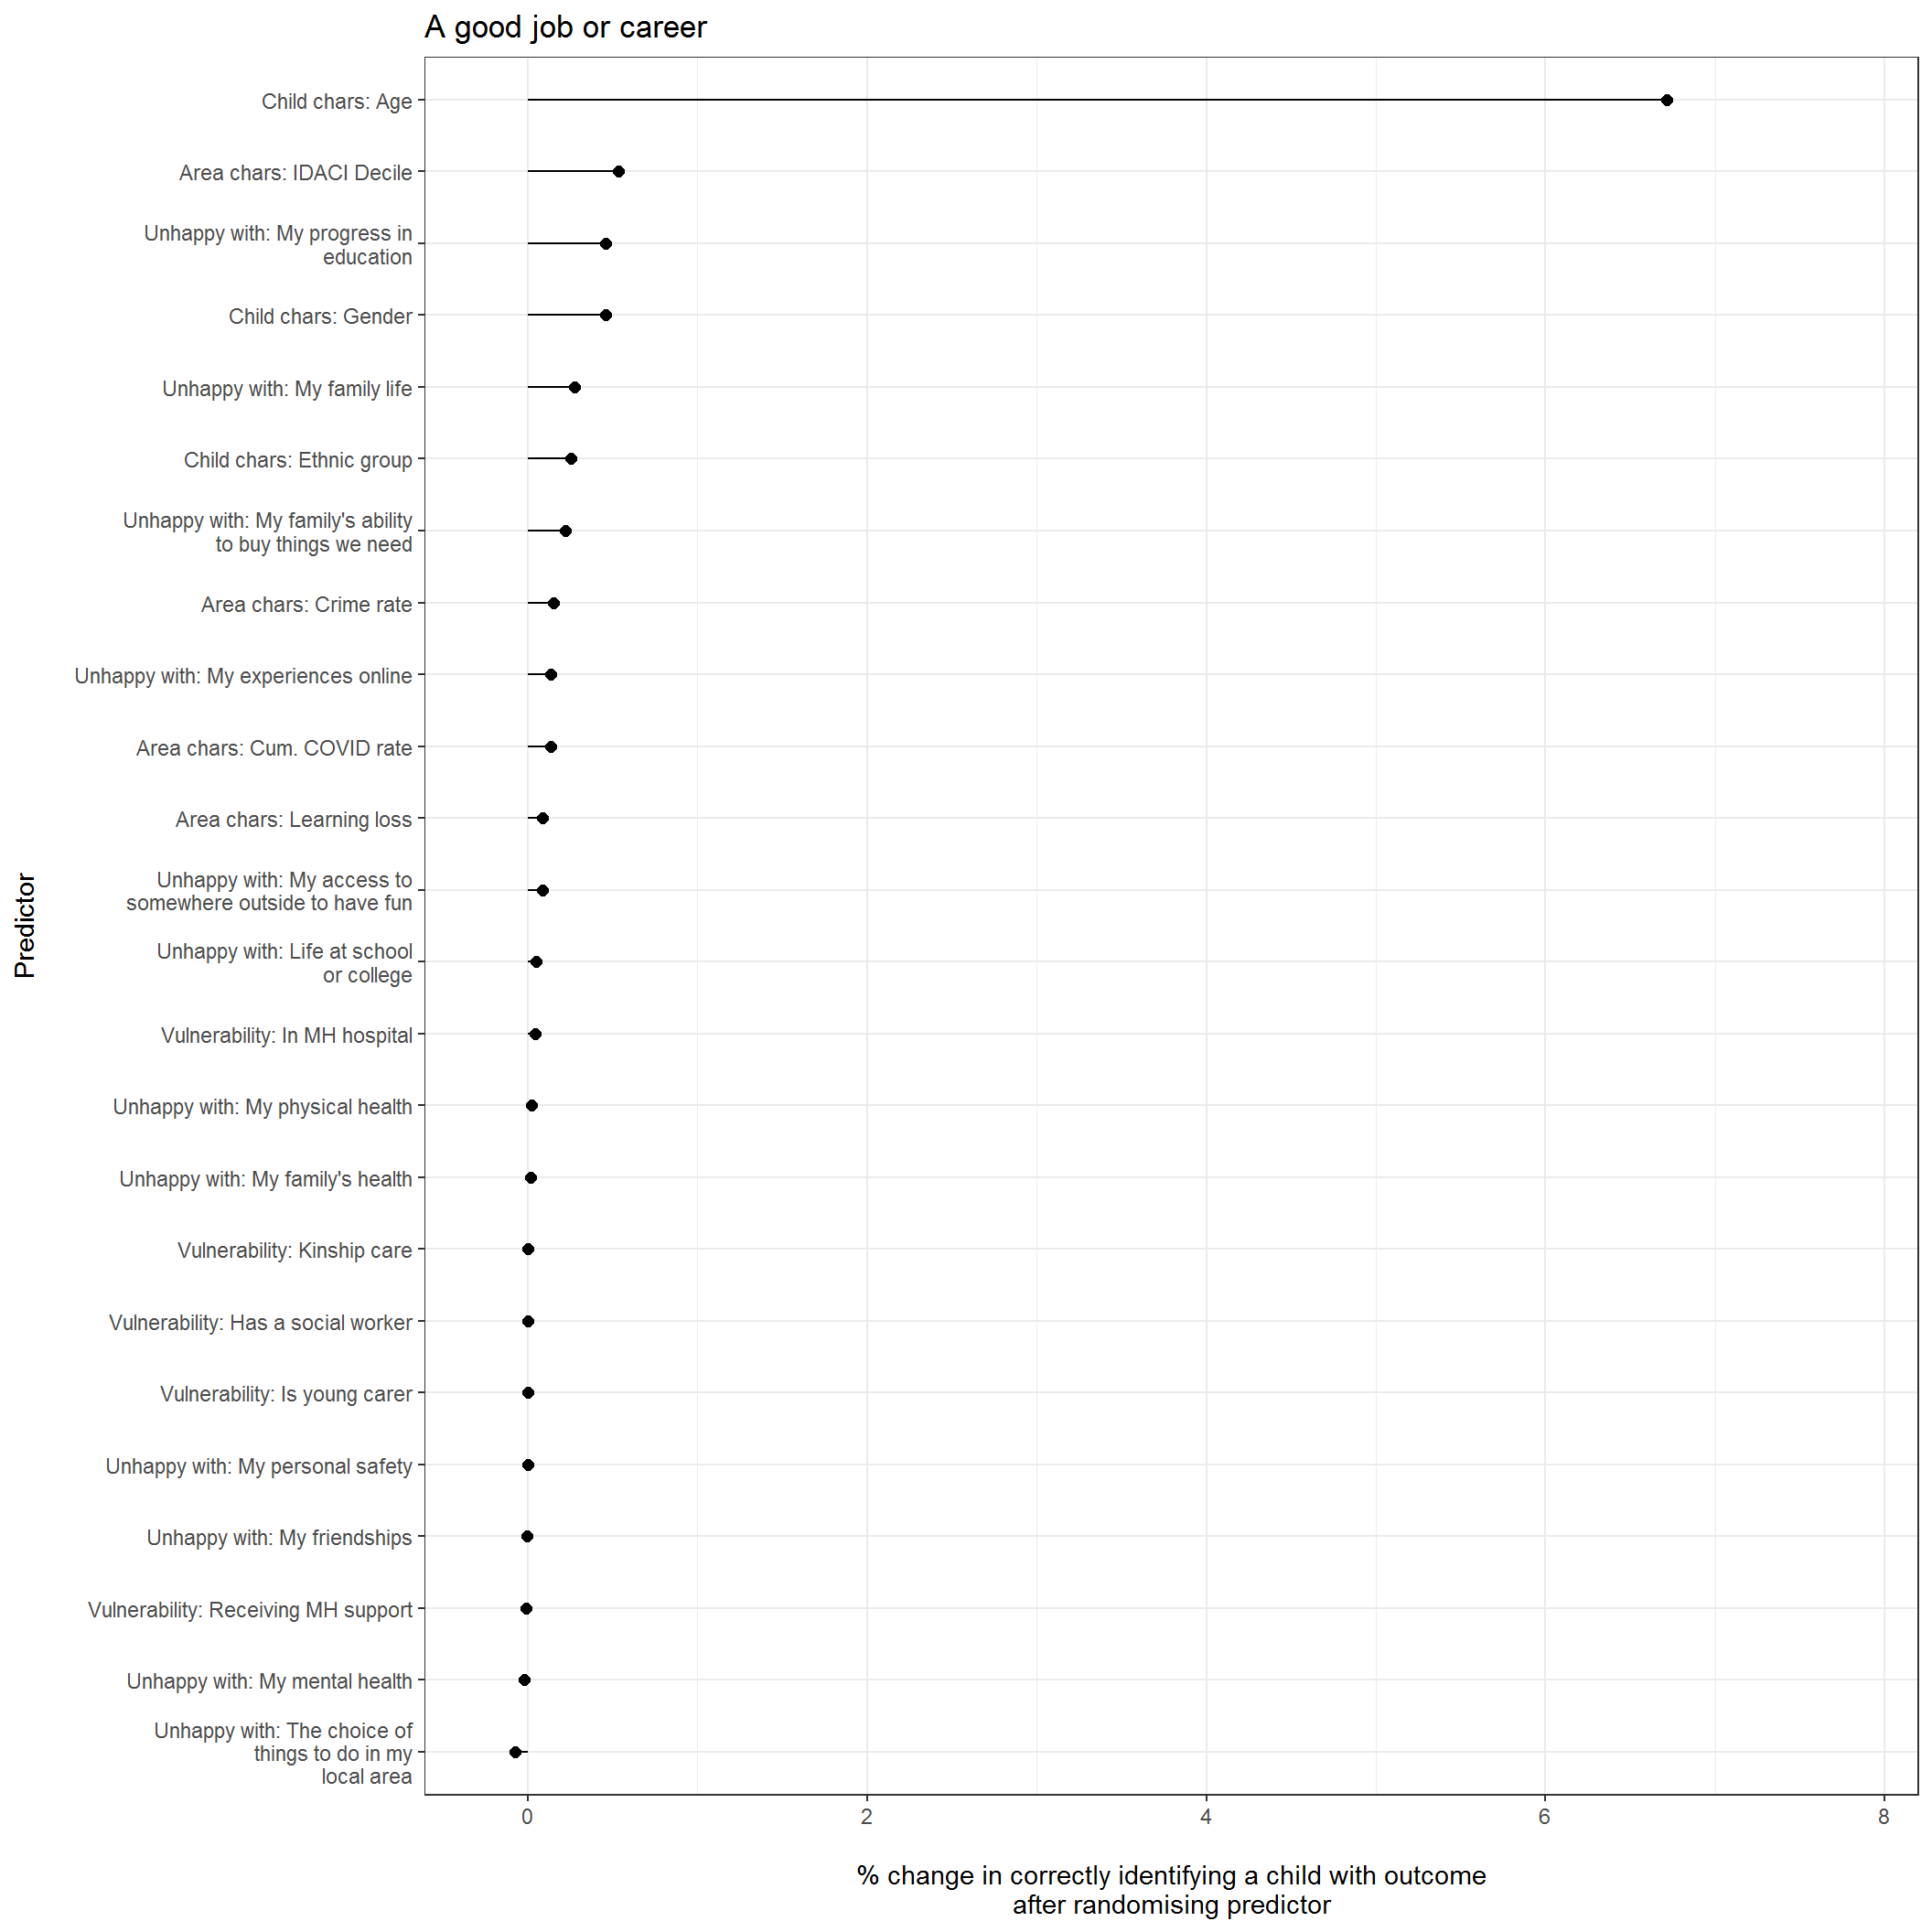 A good job or career
Child chars: Age
Area chars: IDACI Decile
Unhappy with: My progress in
education
Child chars: Gender
Unhappy with: My family life
Child chars: Ethnic group
Unhappy with: My family's ability
to buy things we need
Area chars: Crime rate
Unhappy with: My experiences online
Area chars: Cum. COVID rate
Area chars: Learning loss
Unhappy with: My access to
somewhere outside to have fun
Unhappy with: Life at school
or college
Vulnerability: In MH hospital
Unhappy with: My physical health
Unhappy with: My family's health
Vulnerability: Kinship care
Vulnerability: Has a social worker
Vulnerability: Is young carer
Unhappy with: My personal safety
Unhappy with: My friendships
Vulnerability: Receiving MH support
Unhappy with: My mental health
Unhappy with: The choice of
things to do in my
local area
Predictor
0 2 4 6 8
% change in correctly identifying a child with outcome
after randomising predictor